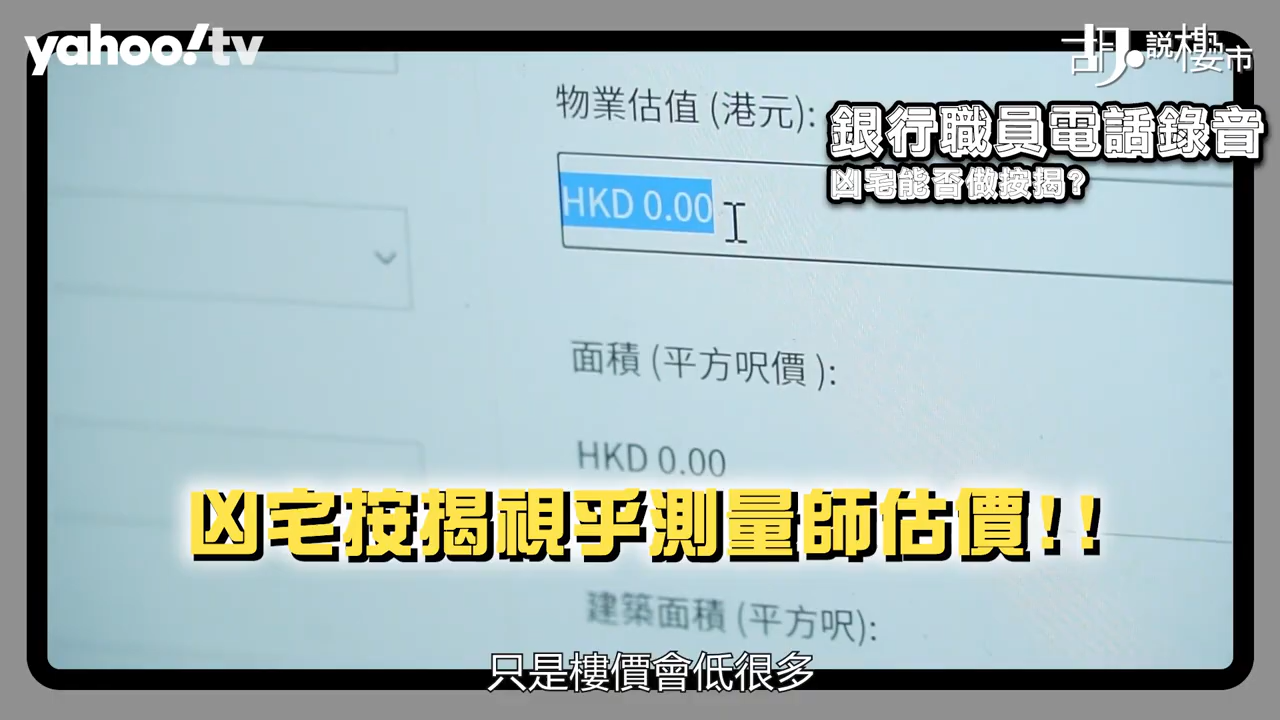 yahoo!tv
胡.說樓市
物業估值 (港元):
銀行職員電話錄音
凶宅能否做按揭?
HKD 0.00
面積 (平方呎價 ):
HKD 0.00
凶宅按揭視乎測量師估價!!
建築面積 (平方呎):
只是樓價會低很多